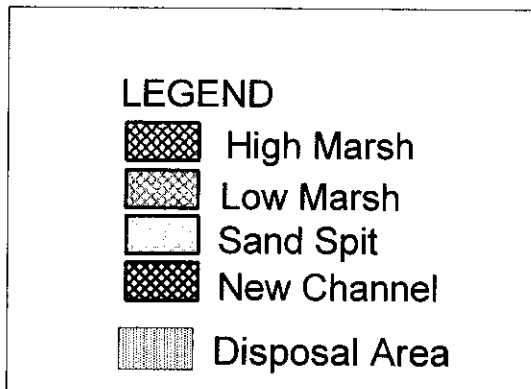 LEGEND
High Marsh
Low Marsh
Sand Spit
New Channel
Disposal Area